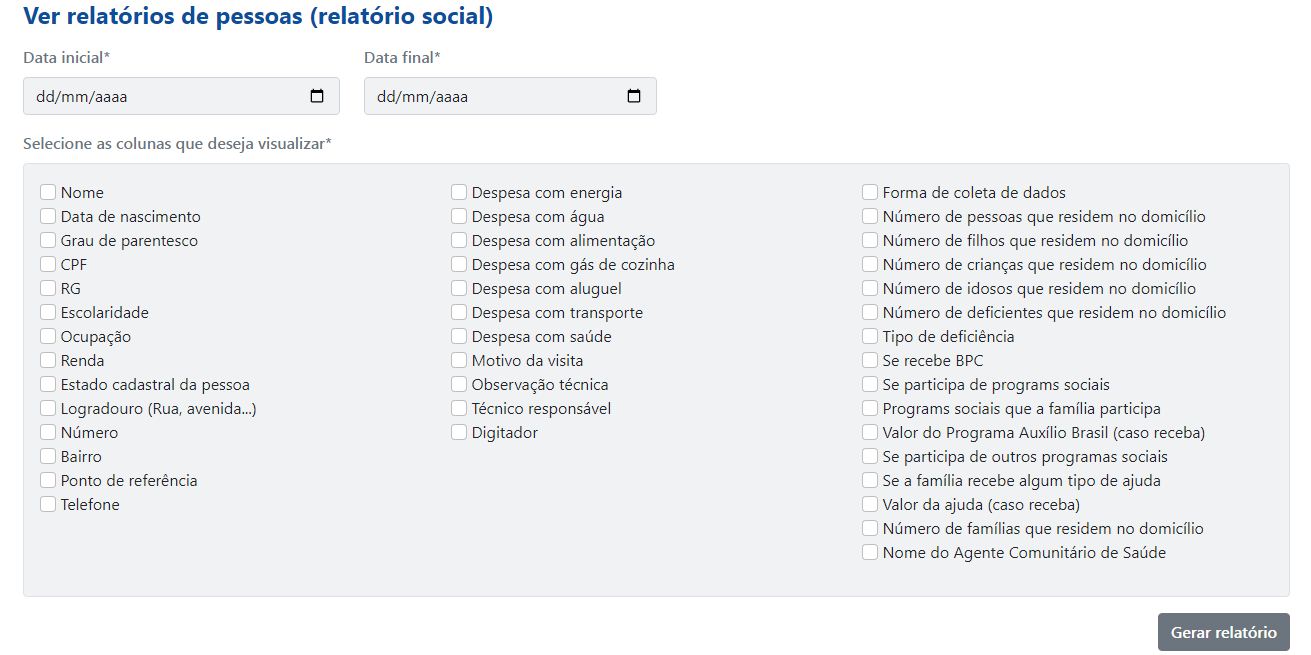 Ver relatórios de pessoas (relatório social)
Data inicial*
Data final*
dd/mm/aaaa
dd/mm/aaaa
Selecione as colunas que deseja visualizar*
Nome
Data de nascimento
Grau de parentesco
CPF
RG
Escolaridade
Ocupação
Renda
Estado cadastral da pessoa
Logradouro (Rua, avenida...)
Número
Bairro
Ponto de referência
Telefone
Despesa com energia
Despesa com água
Despesa com alimentação
Despesa com gás de cozinha
Despesa com aluguel
Despesa com transporte
Despesa com saúde
Motivo da visita
Observação técnica
Técnico responsável
Digitador
Forma de coleta de dados
Número de pessoas que residem no domicílio
Número de filhos que residem no domicílio
Número de crianças que residem no domicílio
Número de idosos que residem no domicílio
Número de deficientes que residem no domicílio
Tipo de deficiência
Se recebe BPC
Se participa de programs sociais
Programs sociais que a família participa
Valor do Programa Auxílio Brasil (caso receba)
Se participa de outros programas sociais
Se a família recebe algum tipo de ajuda
Valor da ajuda (caso receba)
Número de famílias que residem no domicílio
Nome do Agente Comunitário de Saúde
Gerar relatório